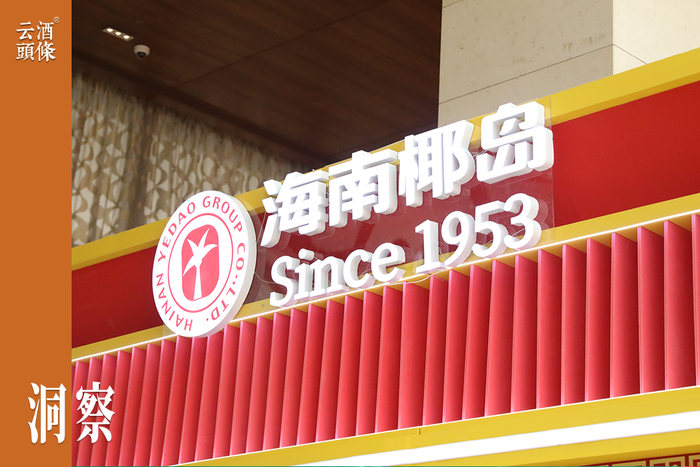 云酒
頭條®
海南椰岛
Since 1953
HAINAN YEDAO GROUP CO.,LTD.
洞察